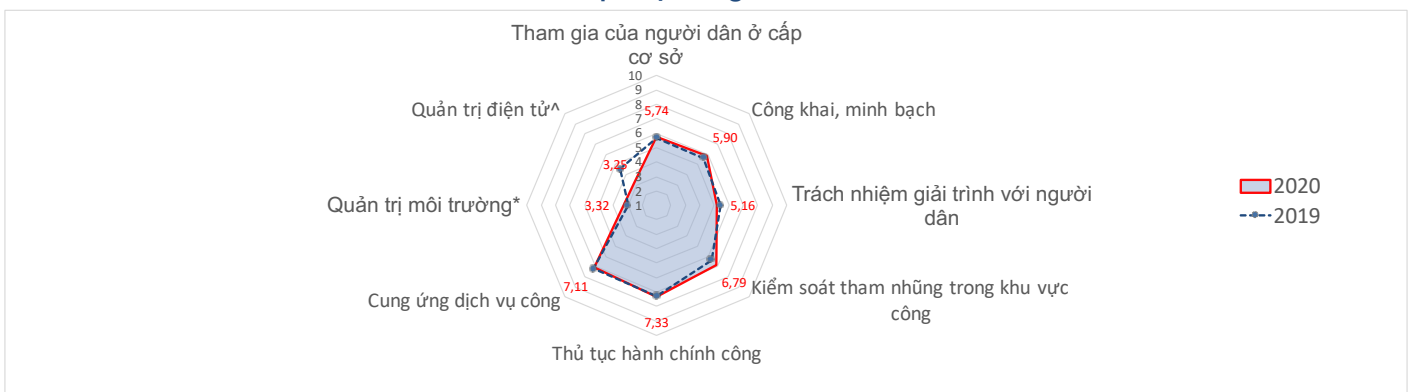 Tham gia của người dân ở cấp
cơ sở
Quản trị điện tử^
Công khai, minh bạch
10
9
8
7
6
5
4
3
2
1
5,74
5,90
3,25
Quản trị môi trường*
3,32
5,16
Trách nhiệm giải trình với người
dân
2020
2019
7,11
6,79
Cung ứng dịch vụ công
Kiểm soát tham nhũng trong khu vực
công
7,33
Thủ tục hành chính công